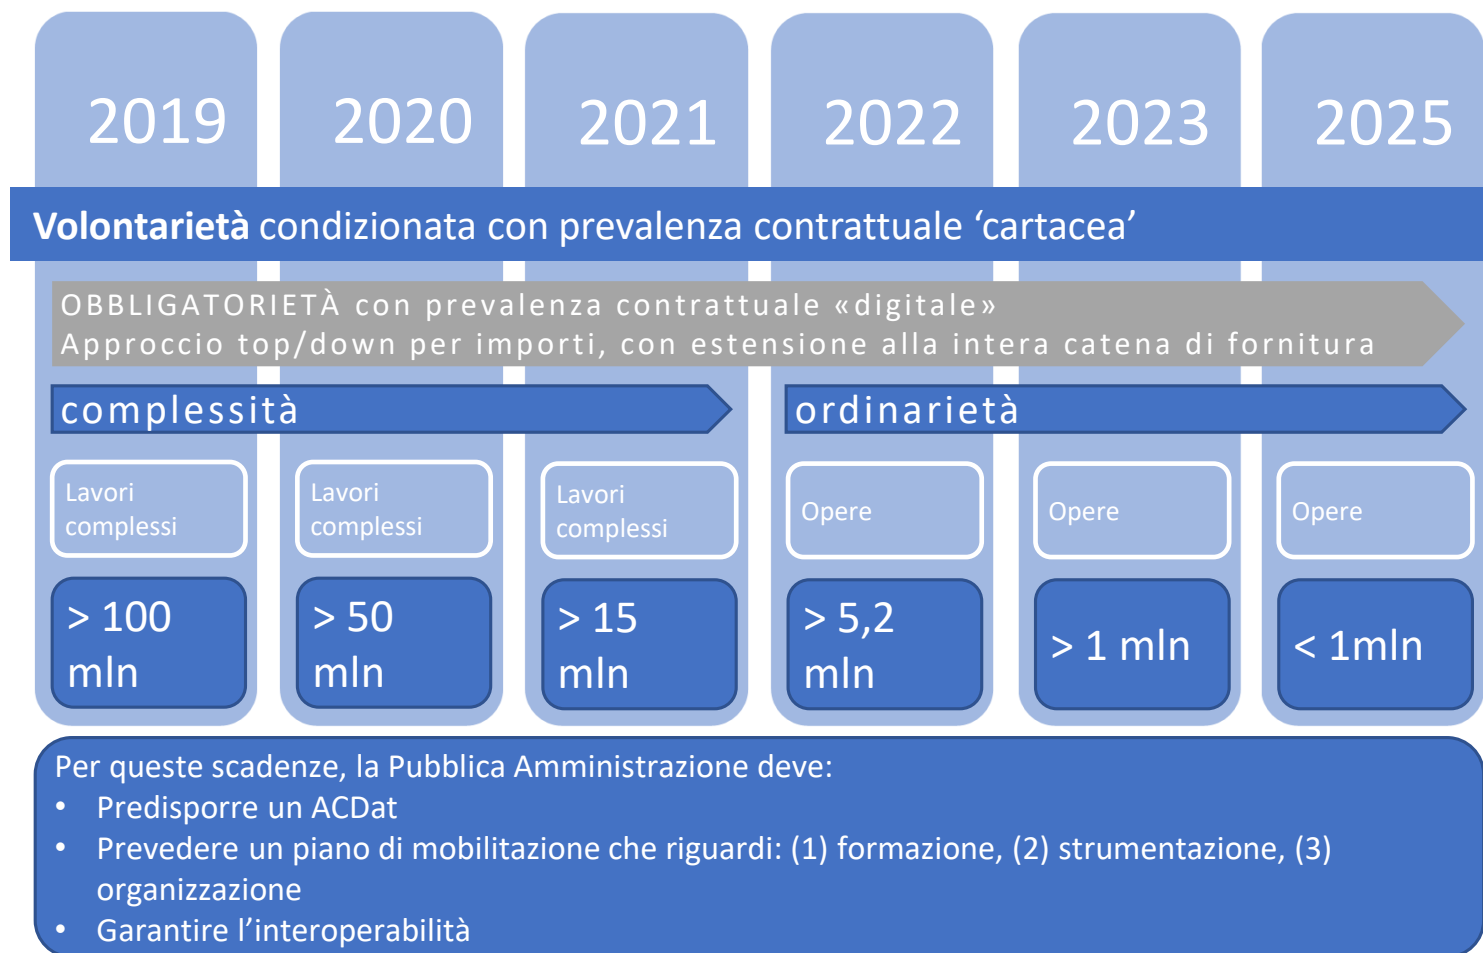 2019
2020
2021
2022
2023
2025
Volontarietà condizionata con prevalenza contrattuale ‘cartacea’
OBBLIGATORIETÀ con prevalenza contrattuale «digitale»
Approccio top/down per importi, con estensione alla intera catena di fornitura
complessità
ordinarietà
Lavori
complessi
Lavori
complessi
Lavori
complessi
Opere
Opere
Opere
> 100
mln
> 50
mln
> 15
mln
> 5,2
mln
> 1 mln
< 1mln
Per queste scadenze, la Pubblica Amministrazione deve:
• Predisporre un ACDat
• Prevedere un piano di mobilitazione che riguardi: (1) formazione, (2) strumentazione, (3)
organizzazione
• Garantire l’interoperabilità